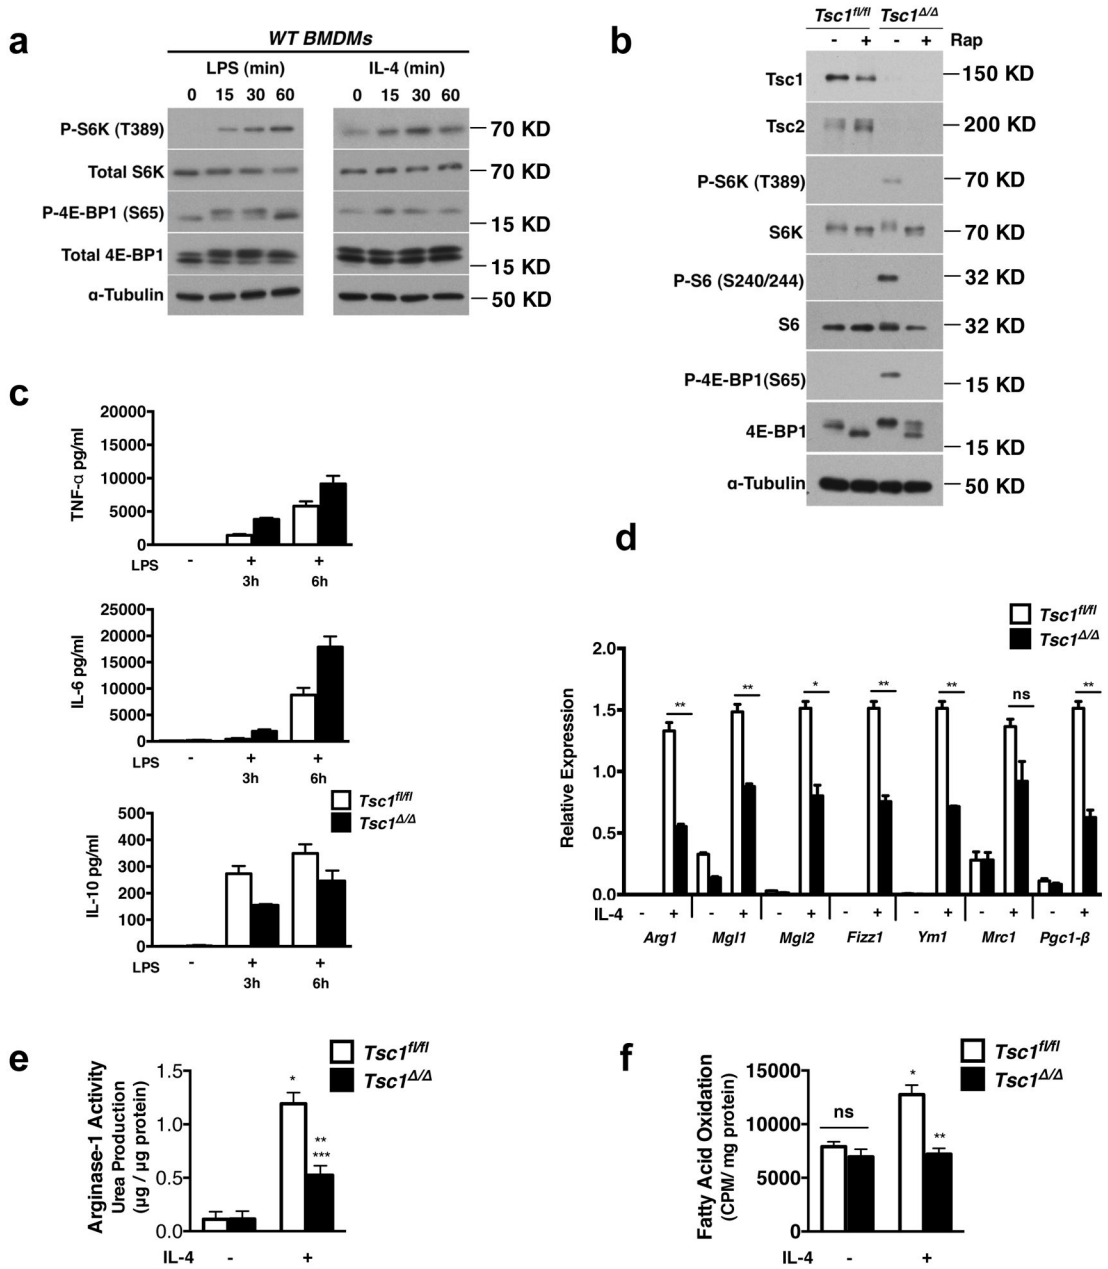 a
WT BMDMs
LPS (min)
IL-4 (min)
0 15 30 60
0 15 30 60
P-S6K (T389)
70 KD
Total S6K
70 KD
P-4E-BP1 (S65)
15 KD
Total 4E-BP1
15 KD
α-Tubulin
50 KD
b
Tsc1fl/fl Tsc1Δ/Δ
- + - + Rap
Tsc1
150 KD
Tsc2
200 KD
P-S6K (T389)
70 KD
S6K
70 KD
P-S6 (S240/244)
32 KD
S6
32 KD
P-4E-BP1(S65)
15 KD
4E-BP1
15 KD
α-Tubulin
50 KD
c
TNF-α pg/ml
20000
15000
10000
5000
0
LPS - + +
3h 6h
IL-6 pg/ml
25000
20000
15000
10000
5000
0
LPS - + +
3h 6h
Tsc1fl/fl
Tsc1Δ/Δ
IL-10 pg/ml
500
400
300
200
100
0
LPS - + +
3h 6h
d
Tsc1fl/fl
Tsc1Δ/Δ
Relative Expression
2.0
1.5
1.0
0.5
0.0
** ** * ** ** ns **
IL-4 - + - + - + - + - + - + - +
Arg1 Mgl1 Mgl2 Fizz1 Ym1 Mrc1 Pgc1-β
e
Tsc1fl/fl
Tsc1Δ/Δ
Arginase-1 Activity
Urea Production
(μg / μg protein)
1.5
1.0
0.5
0.0
*
**
***
IL-4 - +
f
Tsc1fl/fl
Tsc1Δ/Δ
Fatty Acid Oxidation
(CPM/ mg protein)
15000
10000
5000
0
ns
*
**
IL-4 - +